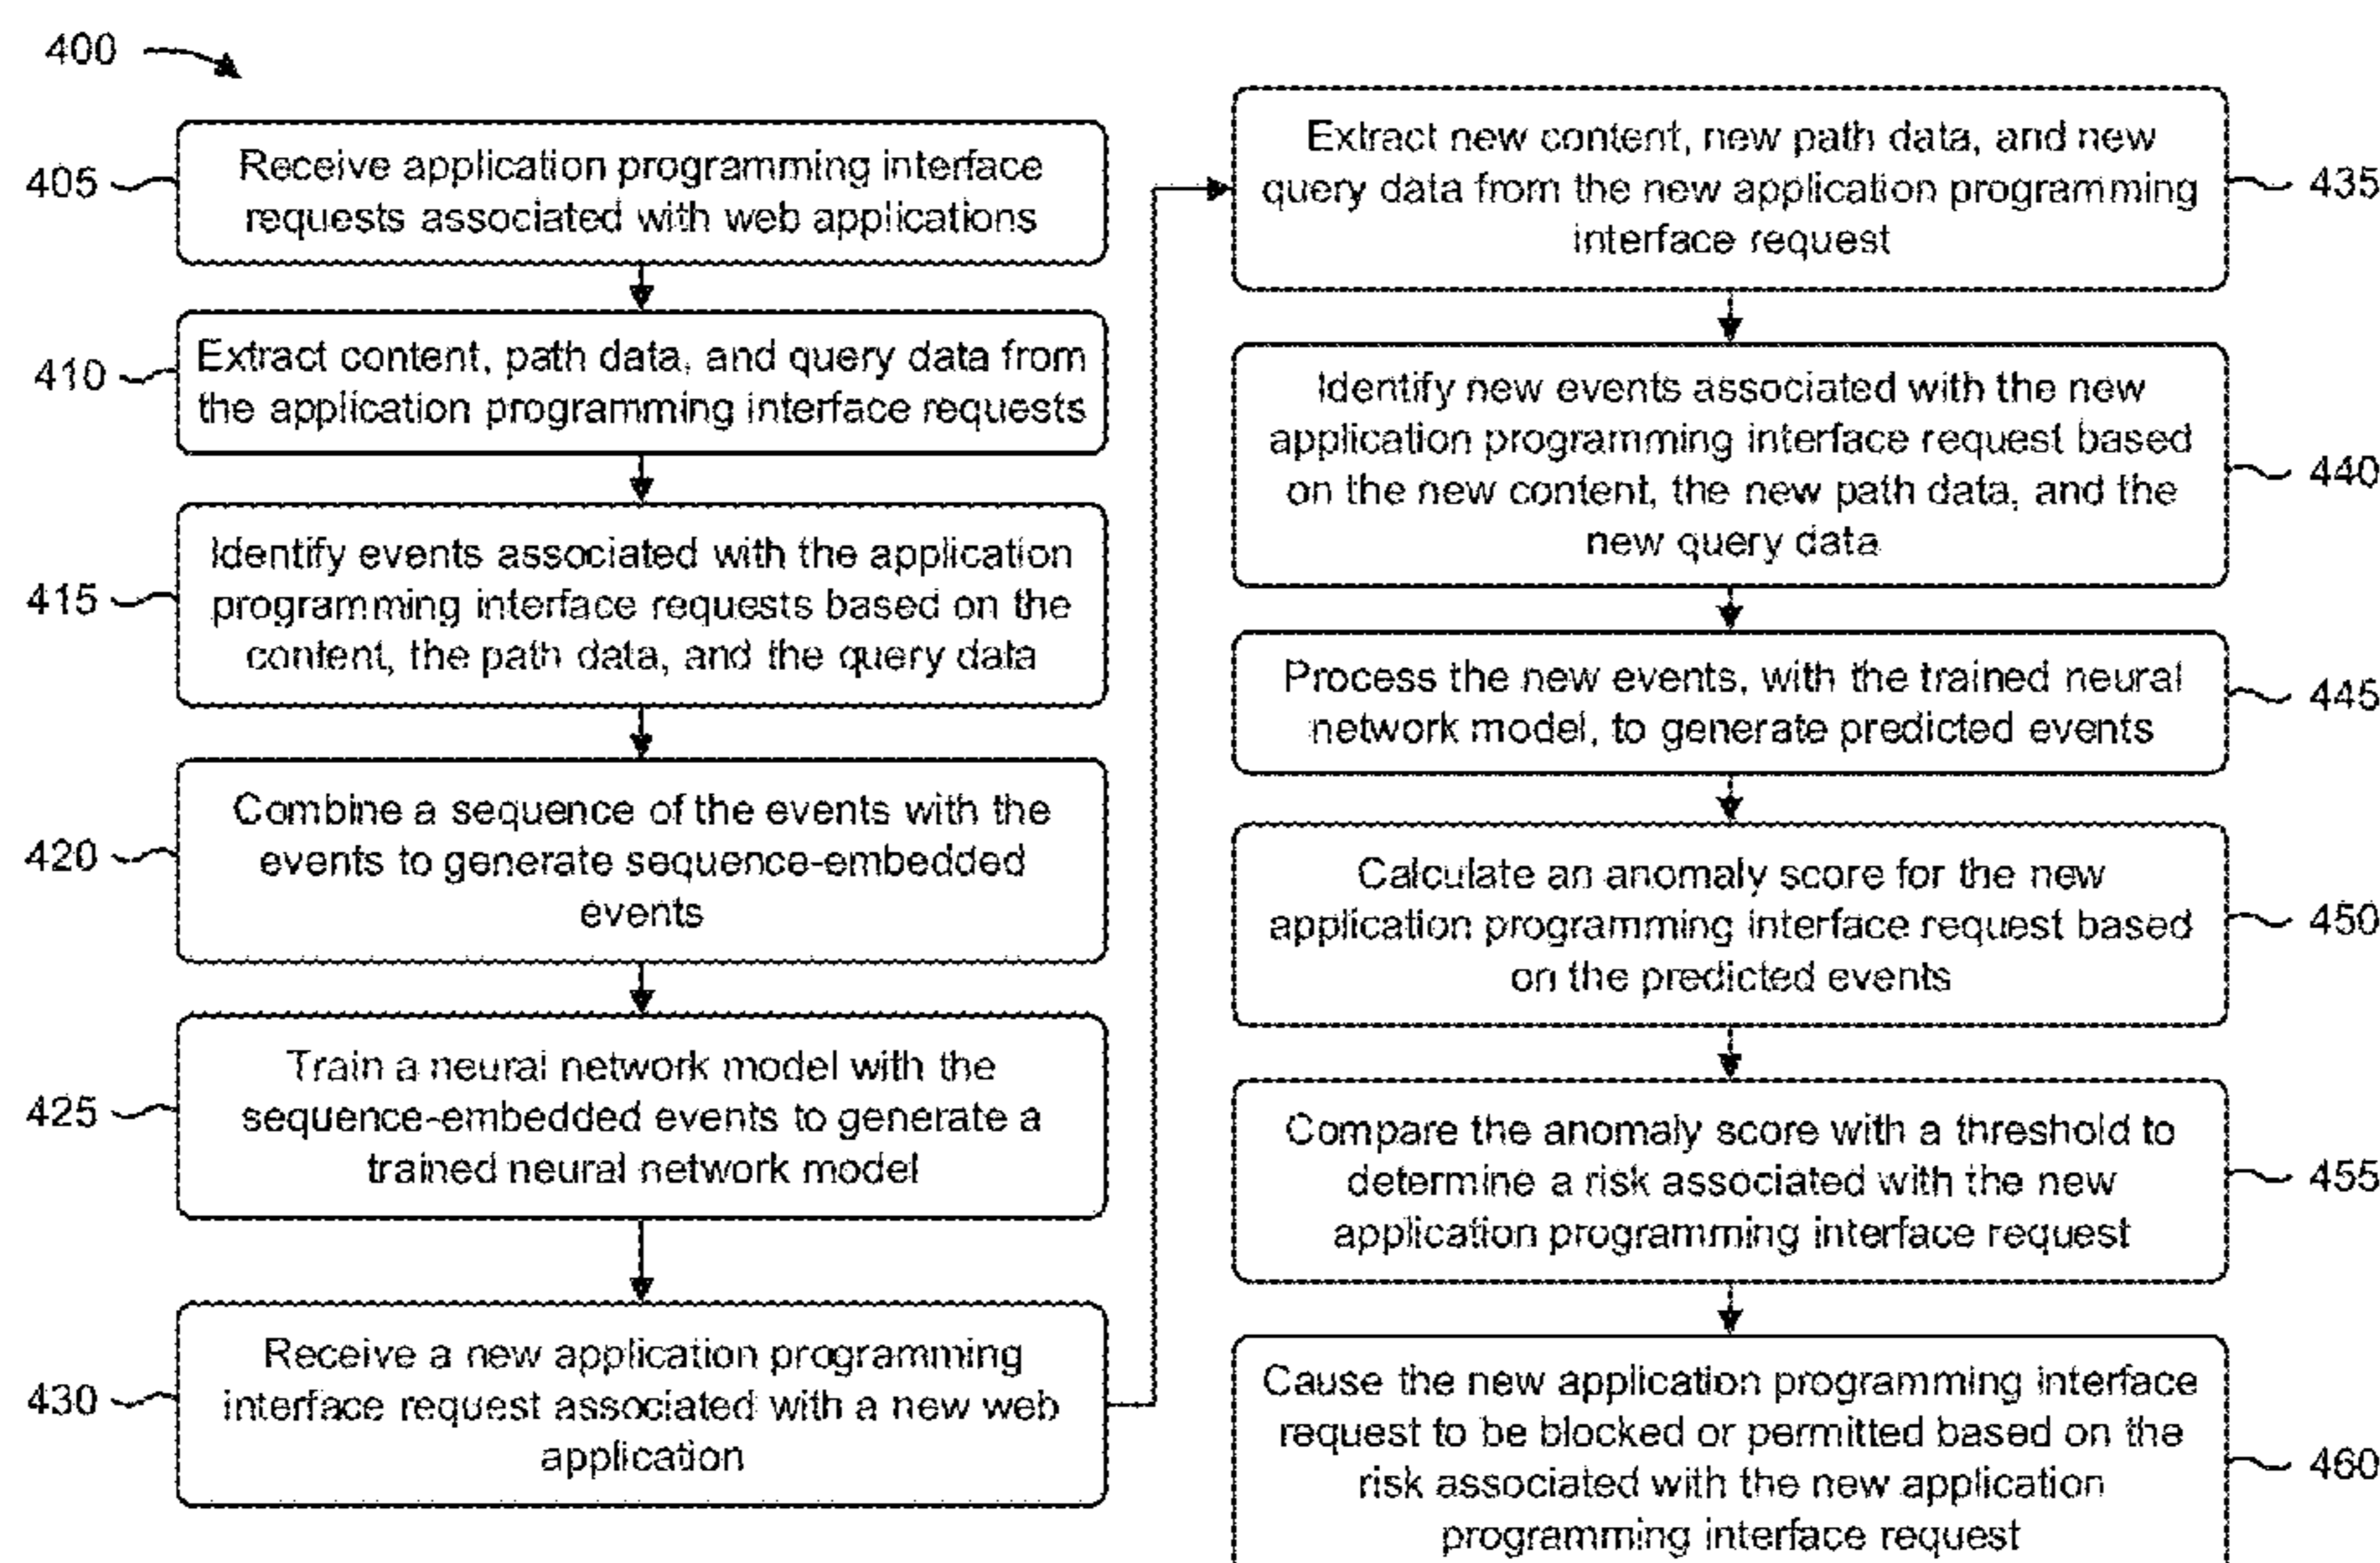 400
405
Receive application programming interface
requests associated with web applications
410
Extract content, path data, and query data from
the application programming interface requests
415
Identify events associated with the application
programming interface requests based on the
content, the path data, and the query data
420
Combine a sequence of the events with the
events to generate sequence-embedded
events
425
Train a neural network model with the
sequence-embedded events to generate a
trained neural network model
430
Receive a new application programming
interface request associated with a new web
application
Extract new content, new path data, and new
query data from the new application programming
interface request
435
Identify new events associated with the new
application programming interface request based
on the new content, the new path data, and the
new query data
440
Process the new events, with the trained neural
network model, to generate predicted events
445
Calculate an anomaly score for the new
application programming interface request based
on the predicted events
450
Compare the anomaly score with a threshold to
determine a risk associated with the new
application programming interface request
455
Cause the new application programming interface
request to be blocked or permitted based on the
risk associated with the new application
programming interface request
460